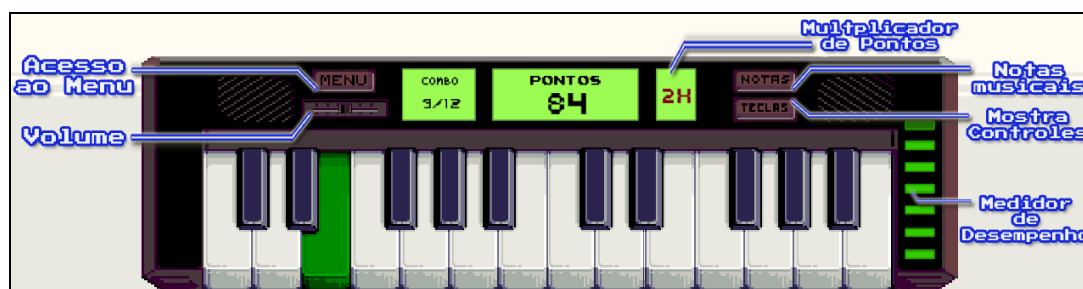 Multplicador
de Pontos
Acesso
ao Menu
MENU
COMBO
9/12
PONTOS
84
2X
NOTAS
TECLAS
Notas
musicais
Volume
Mostra
Controles
Medidor
de
Desempenho